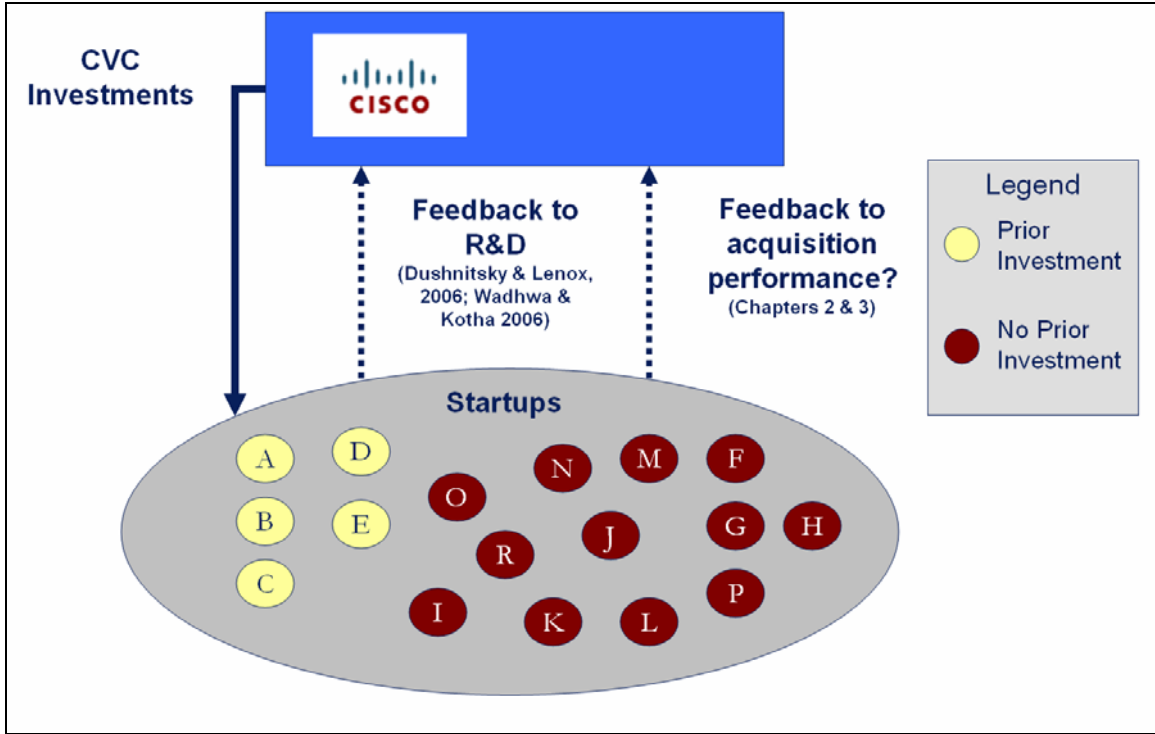 CVC
Investments
CISCO
Feedback to
R&D
(Dushnitsky & Lenox,
2006; Wadhwa &
Kotha 2006)
Feedback to
acquisition
performance?
(Chapters 2 & 3)
Legend
Prior
Investment
No Prior
Investment
Startups
A
D
N
M
F
O
B
E
R
J
G
H
C
I
K
L
P